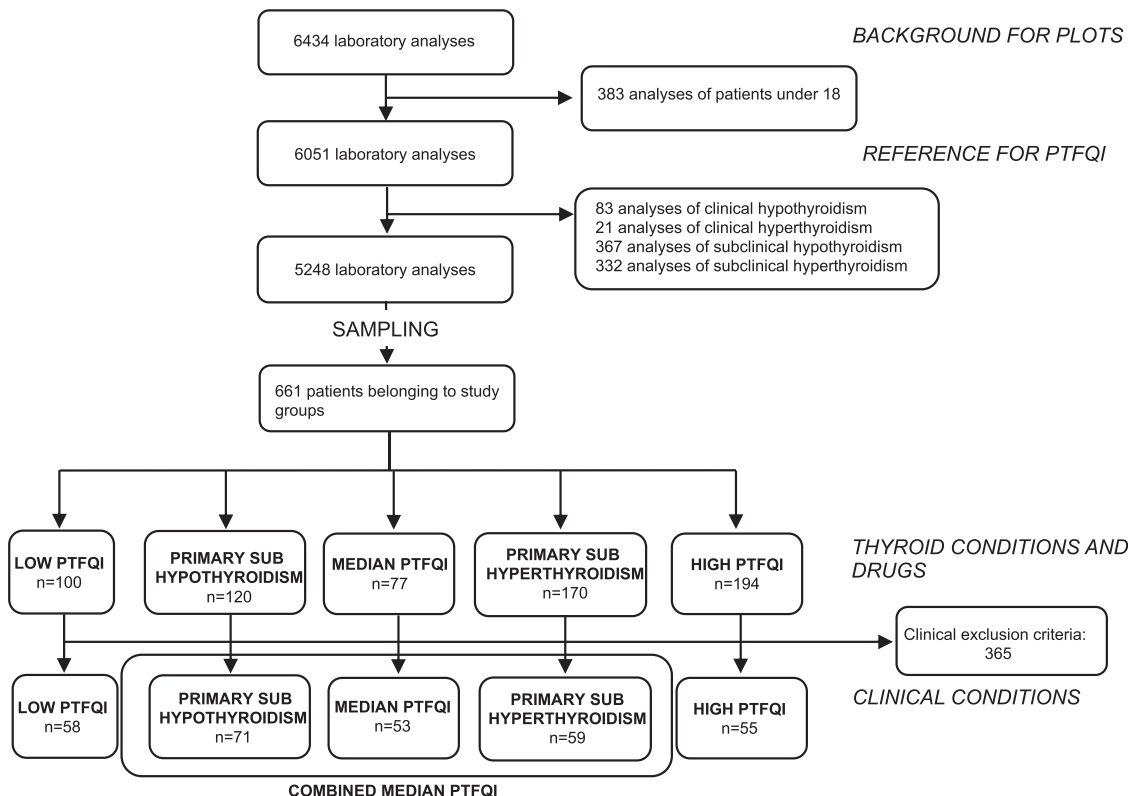 6434 laboratory analyses
BACKGROUND FOR PLOTS
383 analyses of patients under 18
6051 laboratory analyses
REFERENCE FOR PTFQI
83 analyses of clinical hypothyroidism
21 analyses of clinical hyperthyroidism
367 analyses of subclinical hypothyroidism
332 analyses of subclinical hyperthyroidism
5248 laboratory analyses
SAMPLING
661 patients belonging to study
groups
LOW PTFQI
n=100
PRIMARY SUB
HYPOTHYROIDISM
n=120
MEDIAN PTFQI
n=77
PRIMARY SUB
HYPERTHYROIDISM
n=170
HIGH PTFQI
n=194
THYROID CONDITIONS AND
DRUGS
Clinical exclusion criteria:
365
CLINICAL CONDITIONS
LOW PTFQI
n=58
PRIMARY SUB
HYPOTHYROIDISM
n=71
MEDIAN PTFQI
n=53
PRIMARY SUB
HYPERTHYROIDISM
n=59
HIGH PTFQI
n=55
COMBINED MEDIAN PTFQI